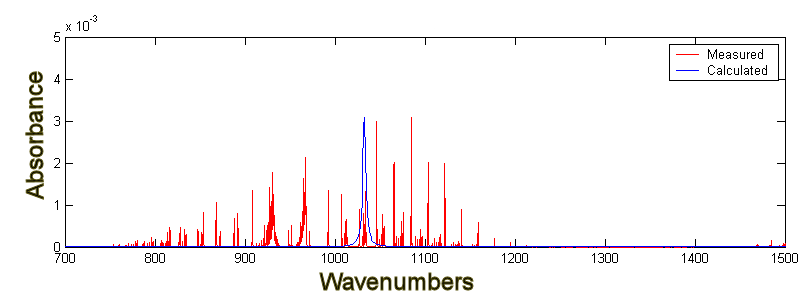 x 10^-3
5
4
3
2
1
0
Absorbance
Measured
Calculated
700 800 900 1000 1100 1200 1300 1400 1500
Wavenumbers